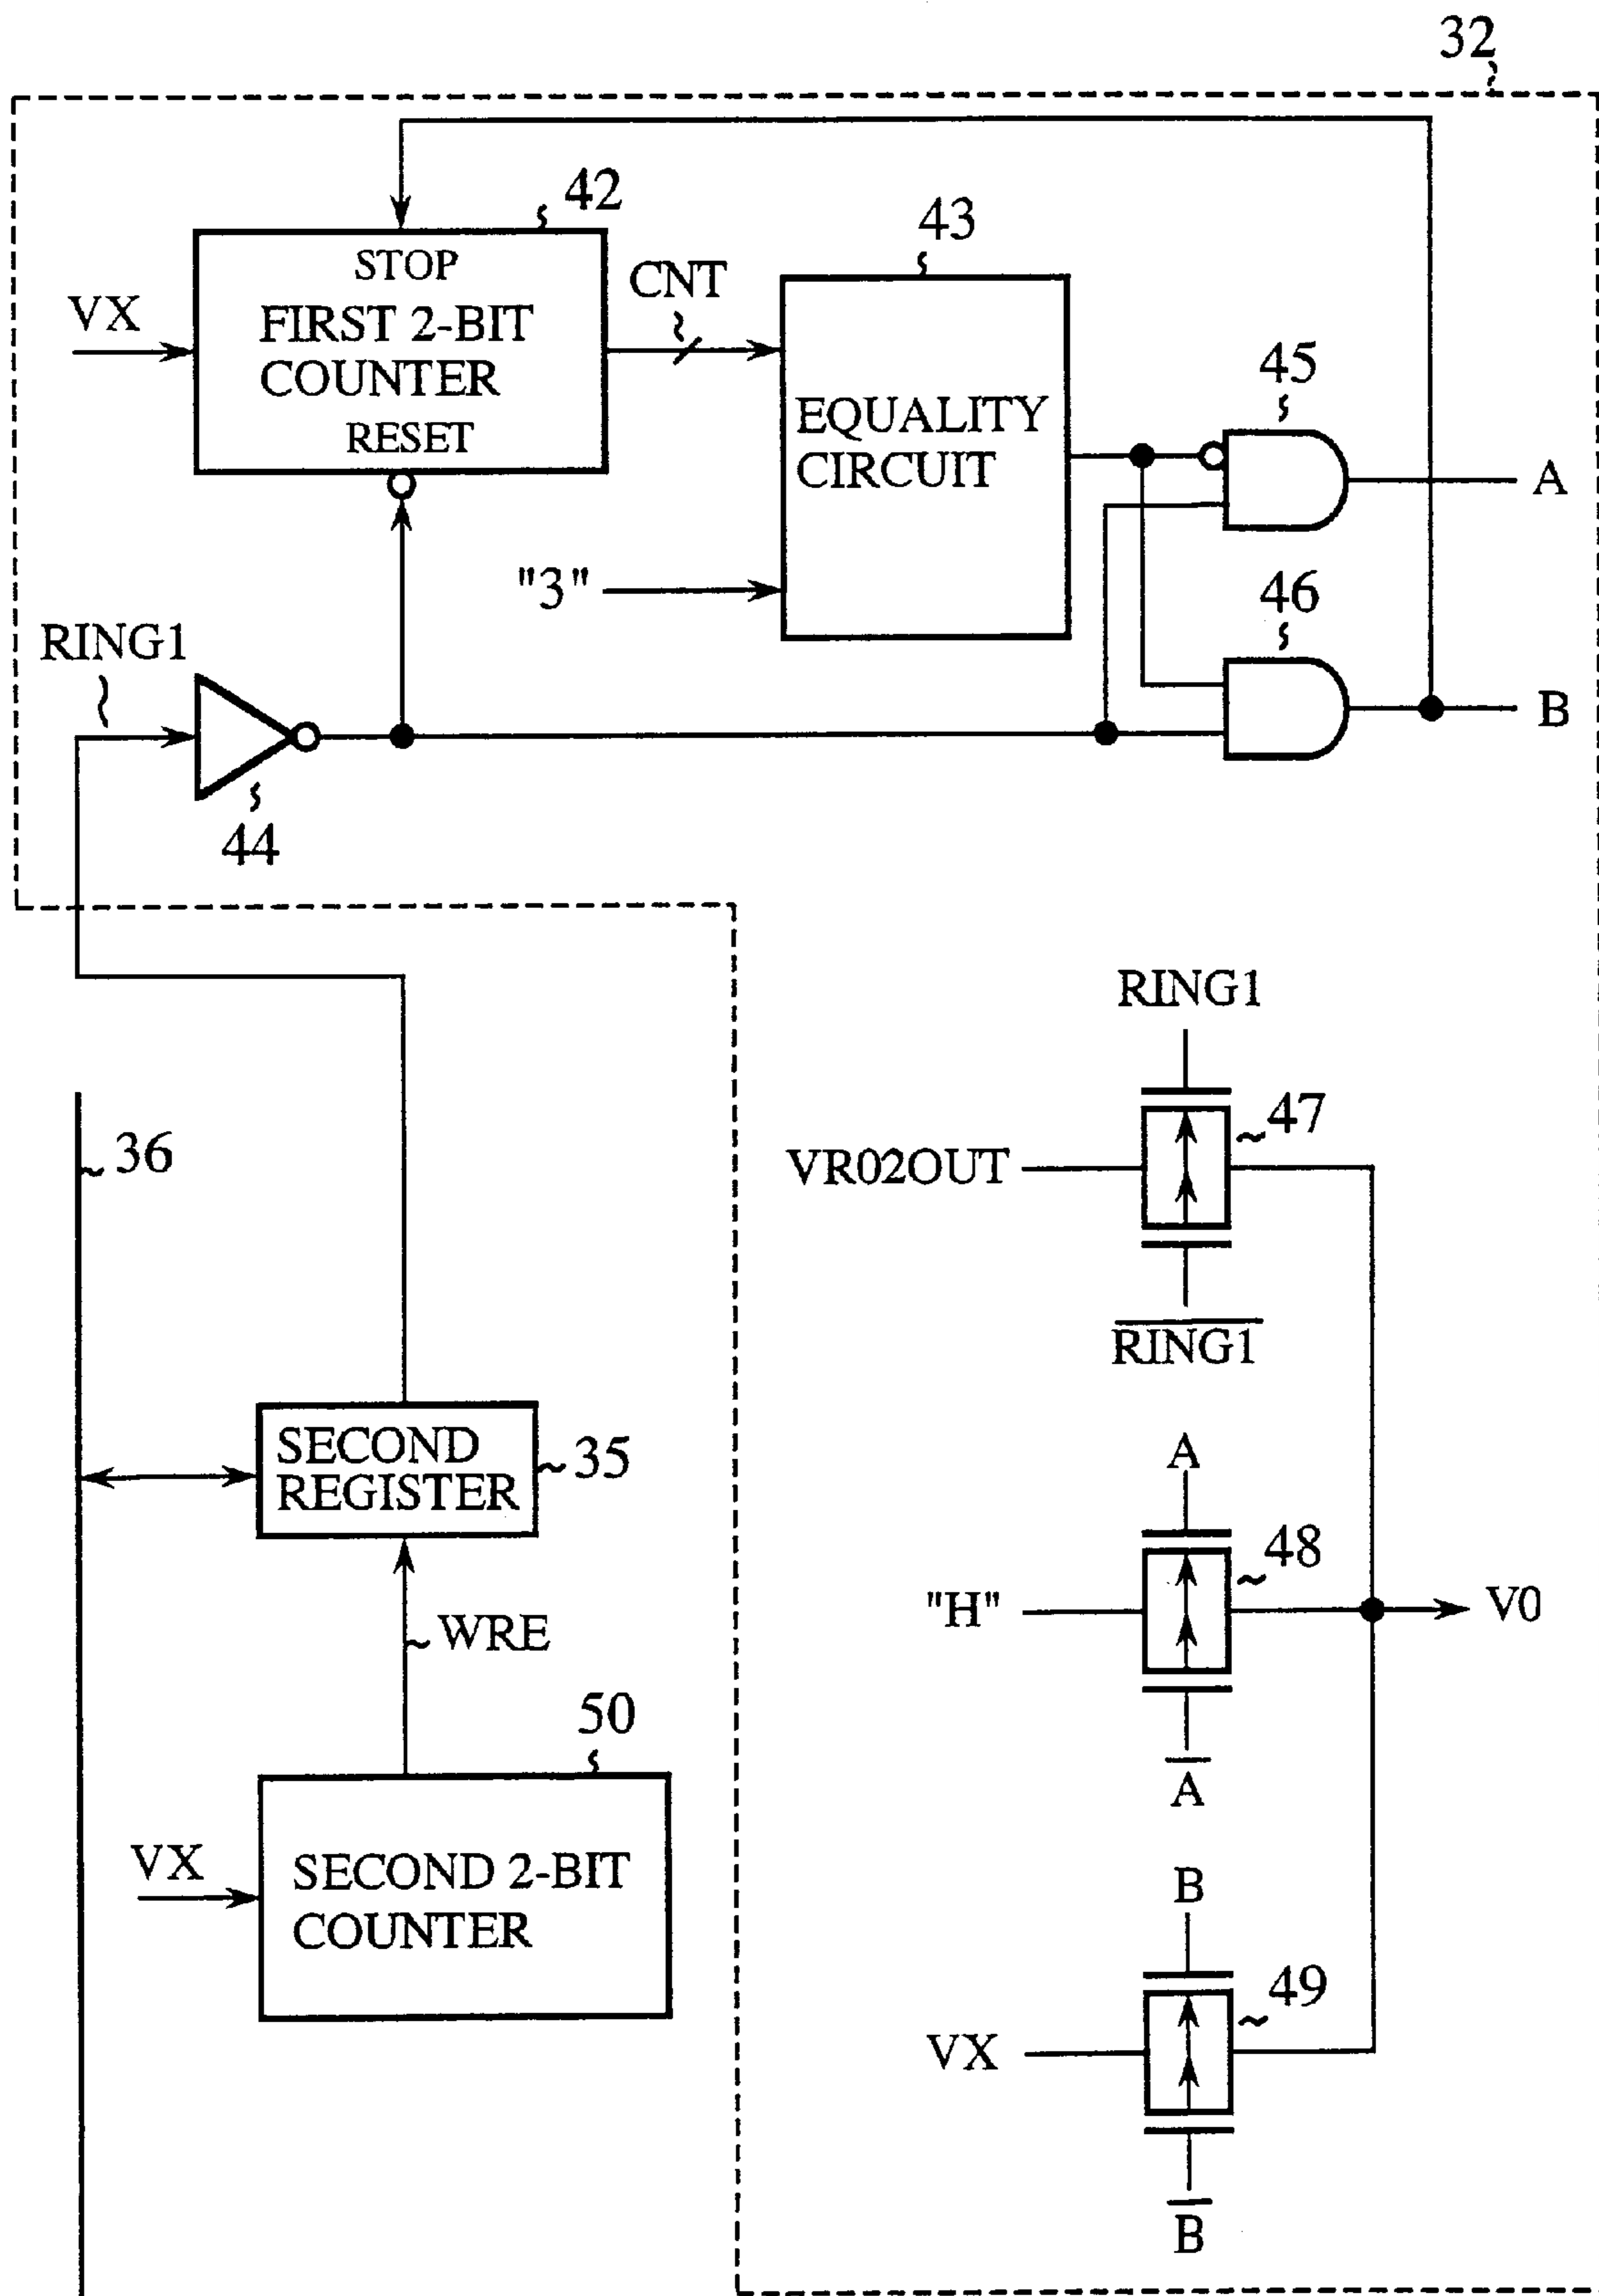 32
42
43
STOP
VX
CNT
FIRST 2-BIT
COUNTER
RESET
45
EQUALITY
CIRCUIT
A
"3"
46
RING1
B
44
RING1
47
36
VR02OUT
R̅I̅N̅G̅1̅
SECOND
REGISTER
35
A
48
"H"
V0
WRE
50
A̅
VX
SECOND 2-BIT
COUNTER
B
49
VX
B̅